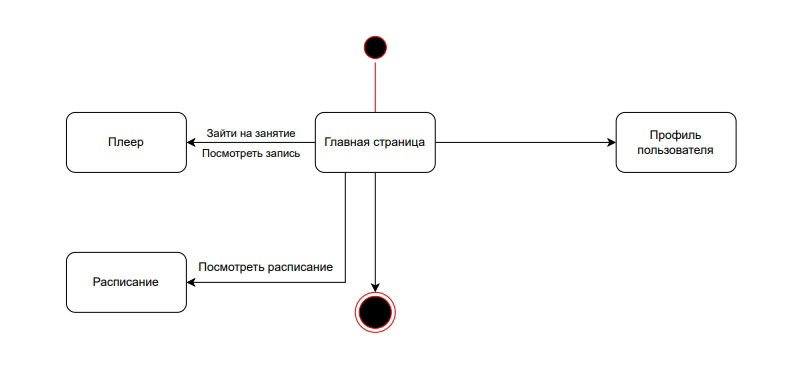 Плеер
Зайти на занятие
Посмотреть запись
Главная страница
Профиль
пользователя
Расписание
Посмотреть расписание